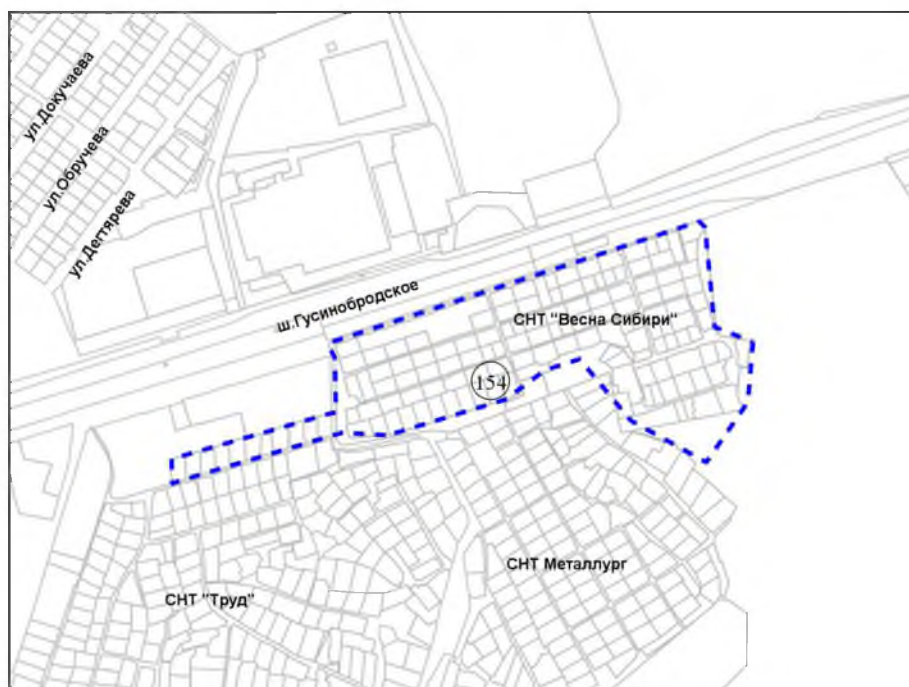 ул.Докучаева
ул.Обручева
ул.Дегтярева
ш.Гусинобродское
СНТ "Весна Сибири"
154
СНТ Металлург
СНТ "Труд"